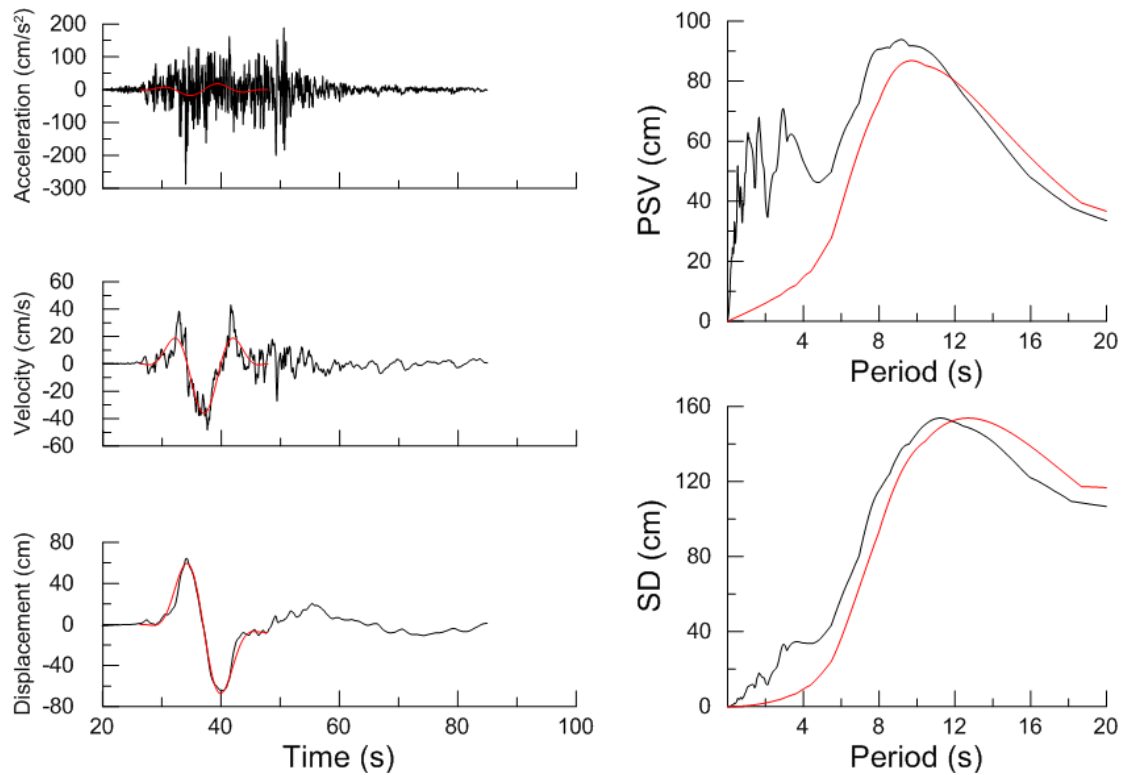 Acceleration (cm/s²)
200
100
0
-100
-200
-300
Velocity (cm/s)
60
40
20
0
-20
-40
-60
Displacement (cm)
80
40
0
-40
-80
20 40 60 80 100
Time (s)
PSV (cm)
100
80
60
40
20
0
4 8 12 16 20
Period (s)
SD (cm)
160
120
80
40
0
4 8 12 16 20
Period (s)